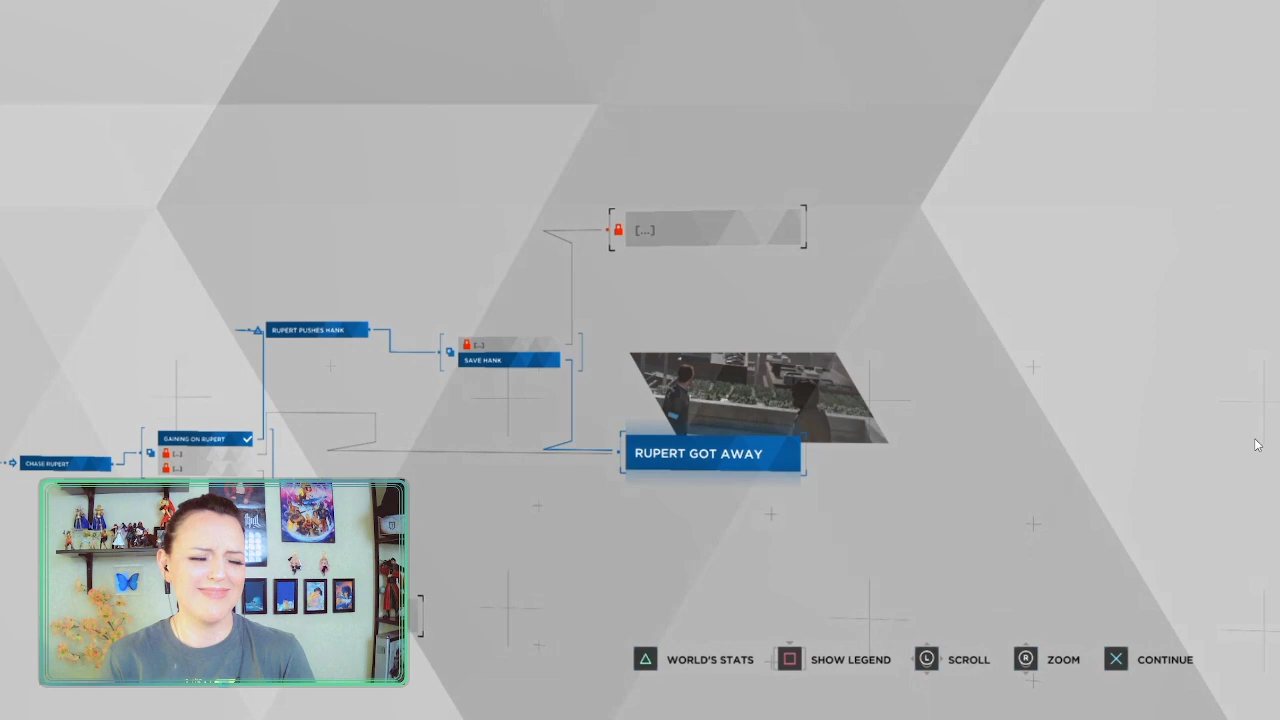 [...]
RUPERT PUSHES HANK
[...]
SAVE HANK
GAINING ON RUPERT
[...]
[...]
CHASE RUPERT
RUPERT GOT AWAY
WORLD'S STATS
SHOW LEGEND
L
SCROLL
R
ZOOM
CONTINUE